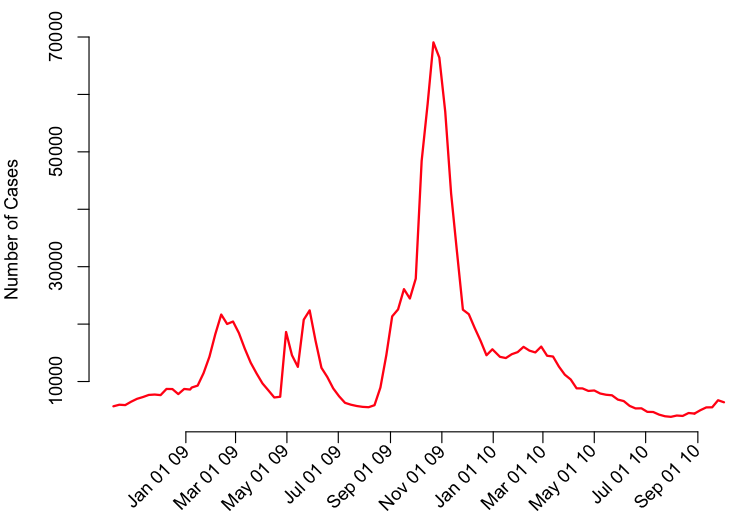 Number of Cases
70000
50000
30000
10000
Jan 01 09
Mar 01 09
May 01 09
Jul 01 09
Sep 01 09
Nov 01 09
Jan 01 10
Mar 01 10
May 01 10
Jul 01 10
Sep 01 10